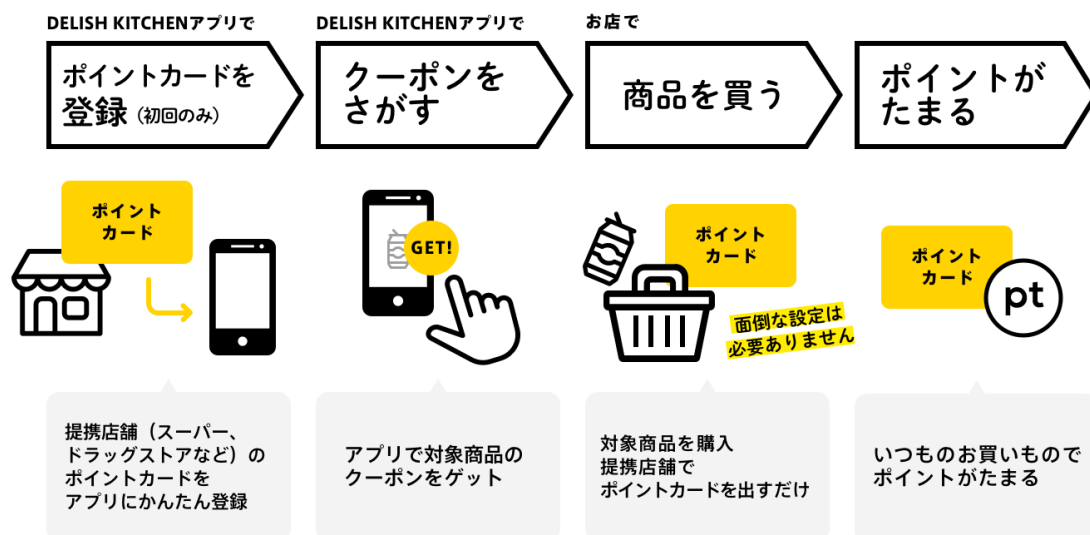 DELISH KITCHENアプリで
ポイントカードを
登録（初回のみ）
DELISH KITCHENアプリで
クーポンを
さがす
お店で
商品を買う
ポイントが
たまる
ポイント
カード
GET!
ポイント
カード
面倒な設定は
必要ありません
ポイント
カード
pt
提携店舗（スーパー、
ドラッグストアなど）の
ポイントカードを
アプリにかんたん登録
アプリで対象商品の
クーポンをゲット
対象商品を購入
提携店舗で
ポイントカードを出すだけ
いつものお買いもので
ポイントがたまる